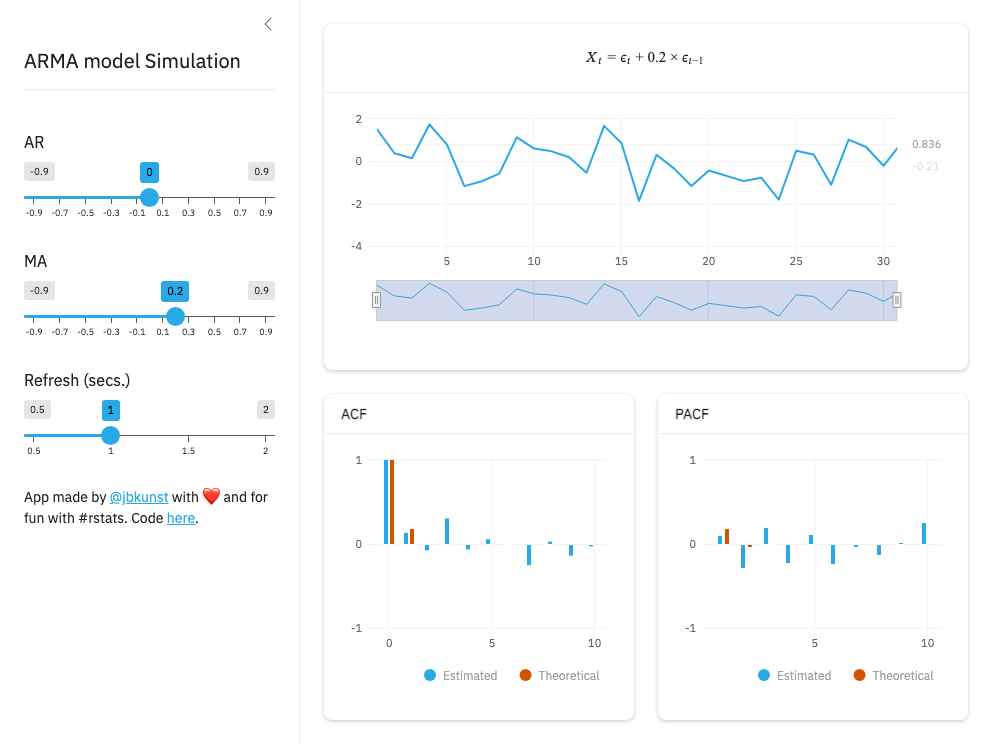 ARMA model Simulation
AR
-0.9 0 0.9
-0.9 -0.7 -0.5 -0.3 -0.1 0.1 0.3 0.5 0.7 0.9
MA
-0.9 0.2 0.9
-0.9 -0.7 -0.5 -0.3 -0.1 0.1 0.3 0.5 0.7 0.9
Refresh (secs.)
0.5 1 2
0.5 1 1.5 2
App made by @jbkunst with ❤️ and for
fun with #rstats. Code here.
Xₜ = ϵₜ + 0.2 × ϵₜ₋₁
2
0
-2
-4
0.836
-0.21
5 10 15 20 25 30
ACF
1
0
-1
0 5 10
Estimated Theoretical
PACF
1
0
-1
5 10
Estimated Theoretical